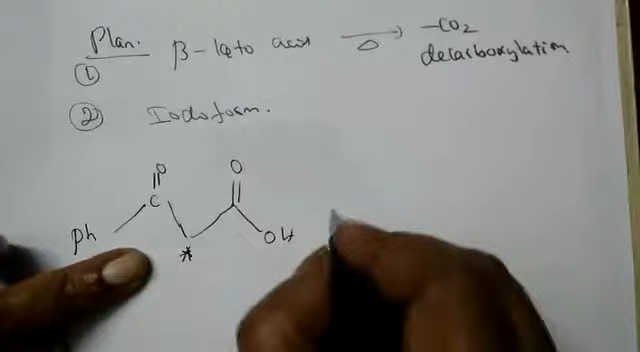 Plan.
① β-keto acid →Δ -CO2
decarboxylation
② Iodoform.
O O
C
Ph * OH